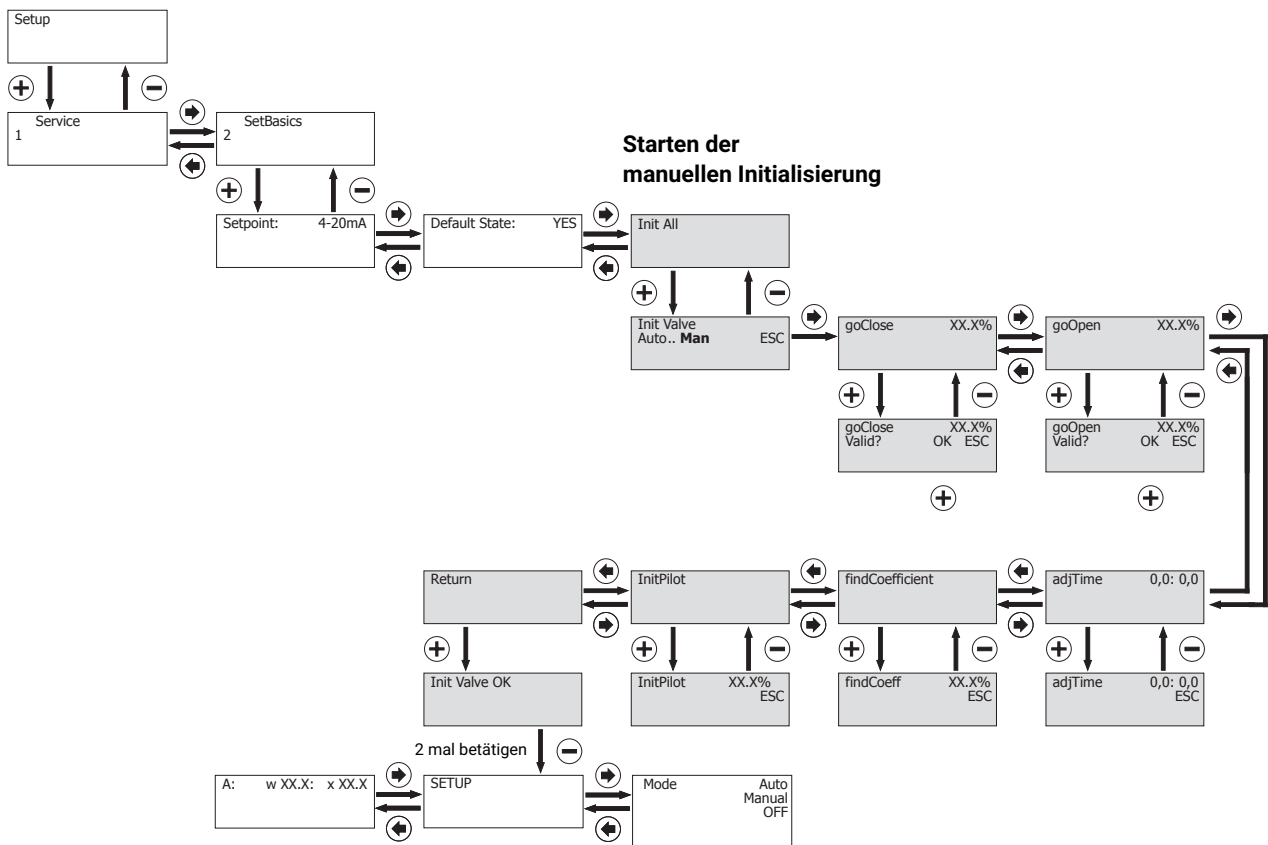 Setup
1 Service
2 SetBasics
Starten der
manuellen Initialisierung
Setpoint: 4-20mA
Default State: YES
Init All
Init Valve
Auto.. Man ESC
goClose XX.X%
goOpen XX.X%
goClose XX.X%
Valid? OK ESC
goOpen XX.X%
Valid? OK ESC
Return
InitPilot
findCoefficient
adjTime 0,0: 0,0
Init Valve OK
InitPilot XX.X%
ESC
findCoeff XX.X%
ESC
adjTime 0,0: 0,0
ESC
2 mal betätigen
A: w XX.X: x XX.X
SETUP
Mode Auto
Manual
OFF